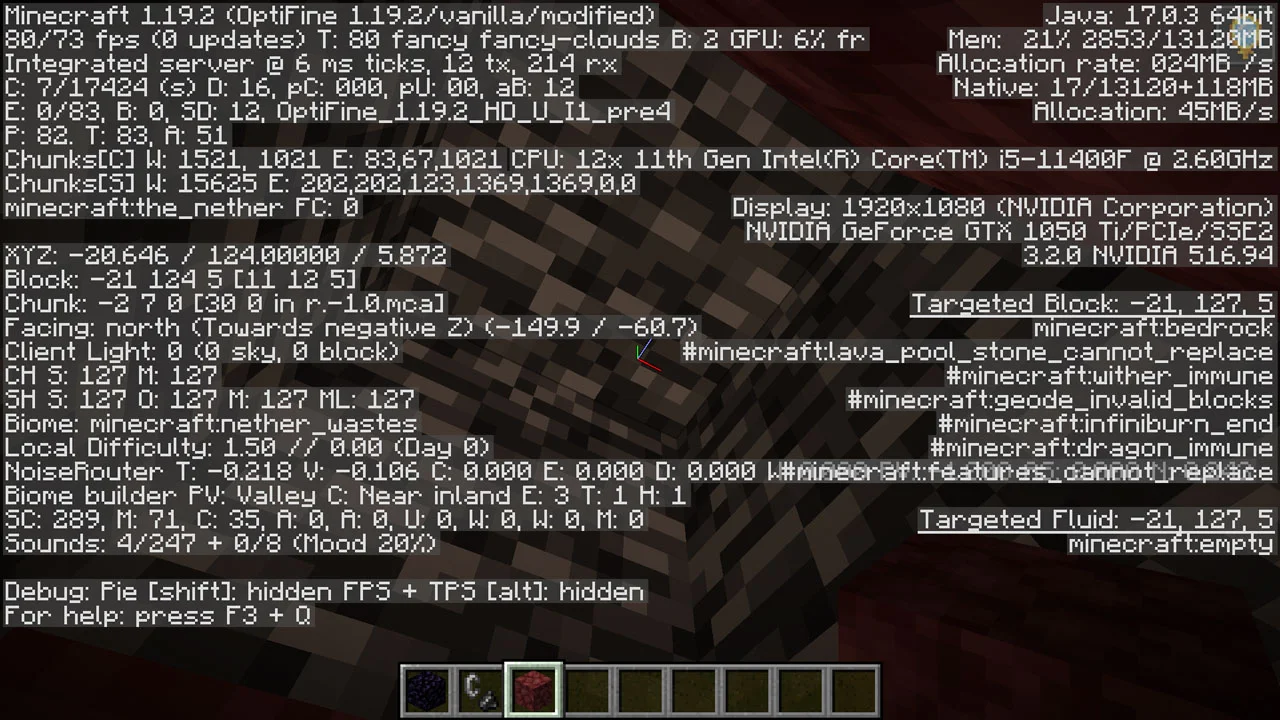 Minecraft 1.19.2 (OptiFine 1.19.2/vanilla/modified)
80/73 fps (0 updates) T: 80 fancy fancy-clouds B: 2 GPU: 6% fr
Integrated server @ 6 ms ticks, 12 tx, 214 rx
C: 7/17424 (s) D: 16, pC: 000, pU: 00, aB: 12
E: 0/83, B: 0, SD: 12, OptiFine_1.19.2_HD_U_I1_pre4
P: 82, T: 83, A: 51
Chunks[C] W: 1521, 1021 E: 83,67,1021
Chunks[S] W: 15625 E: 202,202,123,1369,1369,0,0
minecraft:the_nether FC: 0
XYZ: -20.646 / 124.00000 / 5.872
Block: -21 124 5 [11 12 5]
Chunk: -2 7 0 [30 0 in r.-1.0.mca]
Facing: north (Towards negative Z) (-149.9 / -60.7)
Client Light: 0 (0 sky, 0 block)
CH S: 127 M: 127
SH S: 127 O: 127 M: 127 ML: 127
Biome: minecraft:nether_wastes
Local Difficulty: 1.50 // 0.00 (Day 0)
NoiseRouter T: -0.218 V: -0.106 C: 0.000 E: 0.000 D: 0.000 W
Biome builder PV: Valley C: Near inland E: 3 T: 1 H: 1
SC: 289, M: 71, C: 35, A: 0, A: 0, U: 0, W: 0, W: 0, M: 0
Sounds: 4/247 + 0/8 (Mood 20%)
Debug: Pie [shift]: hidden FPS + TPS [alt]: hidden
For help: press F3 + Q
Java: 17.0.3 64bit
Mem: 21% 2853/13120MB
Allocation rate: 024MB /s
Native: 17/13120+118MB
Allocation: 45MB/s
CPU: 12x 11th Gen Intel(R) Core(TM) i5-11400F @ 2.60GHz
Display: 1920x1080 (NVIDIA Corporation)
NVIDIA GeForce GTX 1050 Ti/PCIe/SSE2
3.2.0 NVIDIA 516.94
Targeted Block: -21, 127, 5
minecraft:bedrock
#minecraft:lava_pool_stone_cannot_replace
#minecraft:wither_immune
#minecraft:geode_invalid_blocks
#minecraft:infiniburn_end
#minecraft:dragon_immune
#minecraft:features_cannot_replace
Targeted Fluid: -21, 127, 5
minecraft:empty